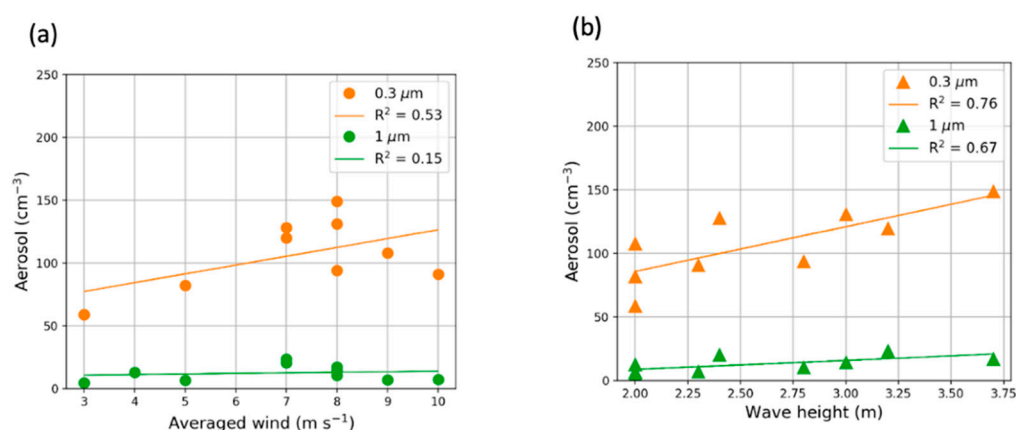 (a)
250
200
150
100
50
0
Aerosol (cm⁻³)
3 4 5 6 7 8 9 10
Averaged wind (m s⁻¹)
0.3 μm
R² = 0.53
1 μm
R² = 0.15
(b)
250
200
150
100
50
0
Aerosol (cm⁻³)
2.00 2.25 2.50 2.75 3.00 3.25 3.50 3.75
Wave height (m)
0.3 μm
R² = 0.76
1 μm
R² = 0.67